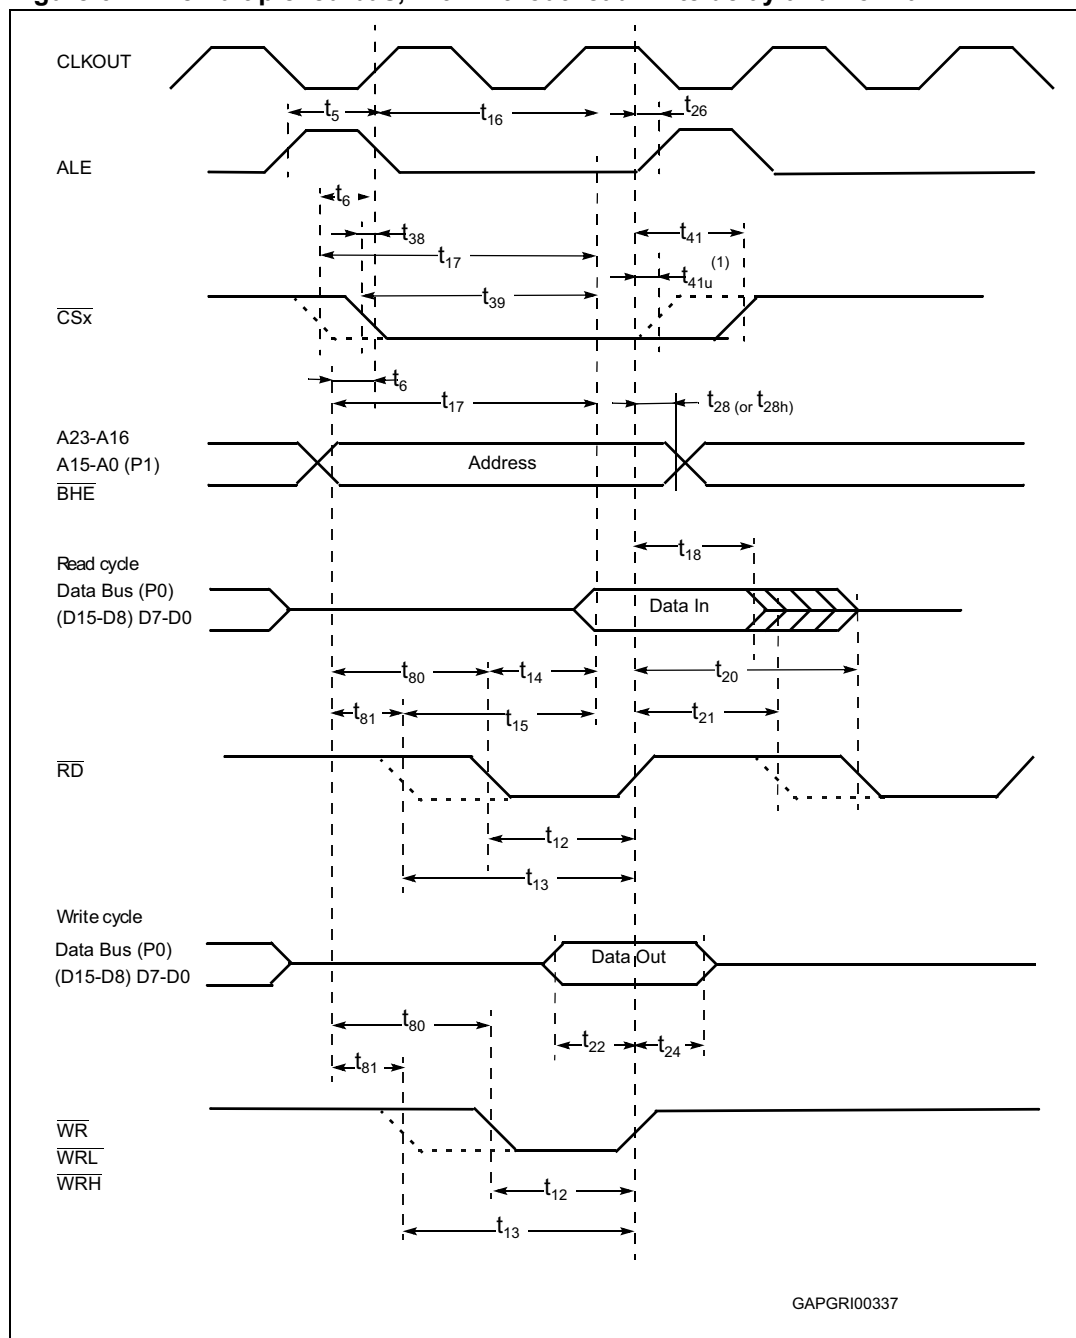 CLKOUT
t5 t16 t26
ALE
t6
t38 t41
t17
t41u (1)
t39
CSx
t6
t17 t28 (or t28h)
A23-A16
A15-A0 (P1) Address
BHE
t18
Read cycle
Data Bus (P0) Data In
(D15-D8) D7-D0
t80 t14 t20
t81 t15 t21
RD
t12
t13
Write cycle
Data Bus (P0) Data Out
(D15-D8) D7-D0
t80
t22 t24
t81
WR
WRL
WRH t12
t13
GAPGRI00337